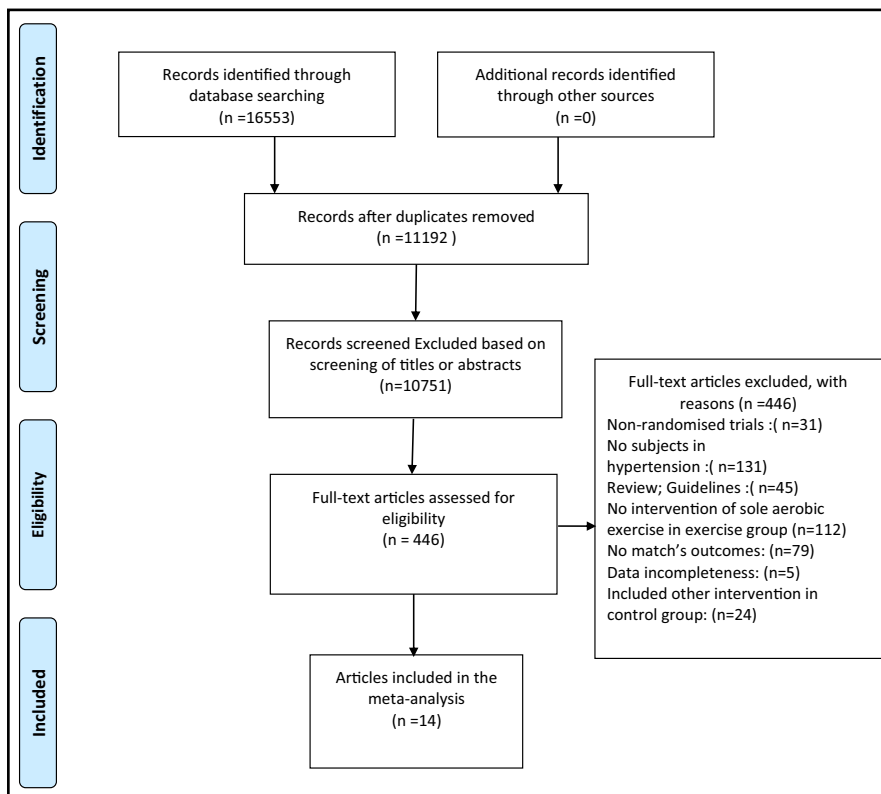 Identification
Records identified through
database searching
(n =16553)
Additional records identified
through other sources
(n =0)
Screening
Records after duplicates removed
(n =11192 )
Records screened Excluded based on
screening of titles or abstracts
(n=10751)
Eligibility
Full-text articles assessed for
eligibility
(n = 446)
Full-text articles excluded, with
reasons (n =446)
Non-randomised trials :( n=31)
No subjects in
hypertension :( n=131)
Review; Guidelines :( n=45)
No intervention of sole aerobic
exercise in exercise group (n=112)
No match's outcomes: (n=79)
Data incompleteness: (n=5)
Included other intervention in
control group: (n=24)
Included
Articles included in the
meta-analysis
(n =14)